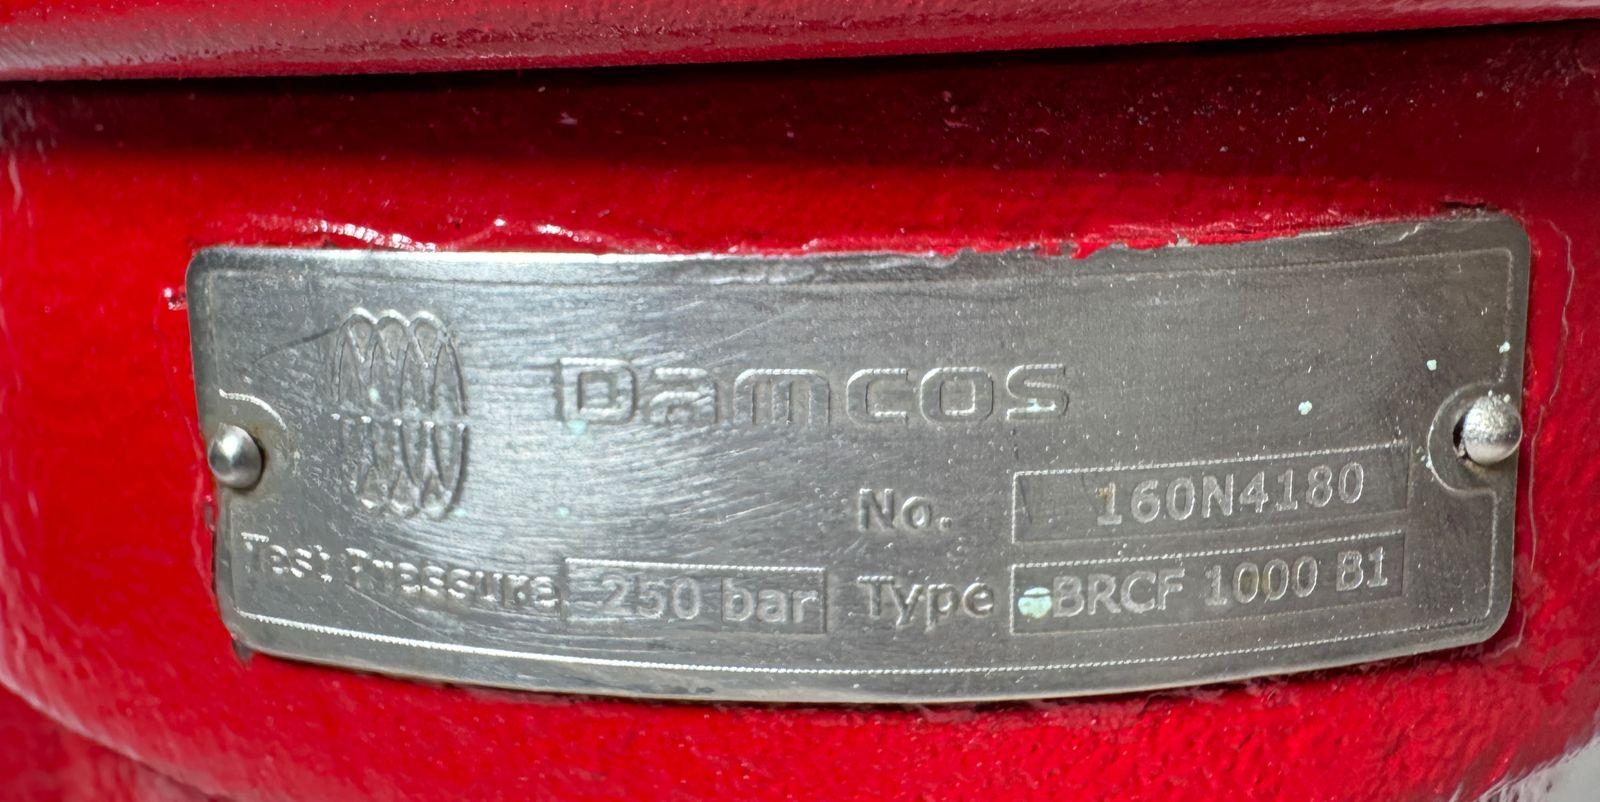 Damcos
No. 160N4180
Test Pressure 250 bar Type BRCF 1000 B1